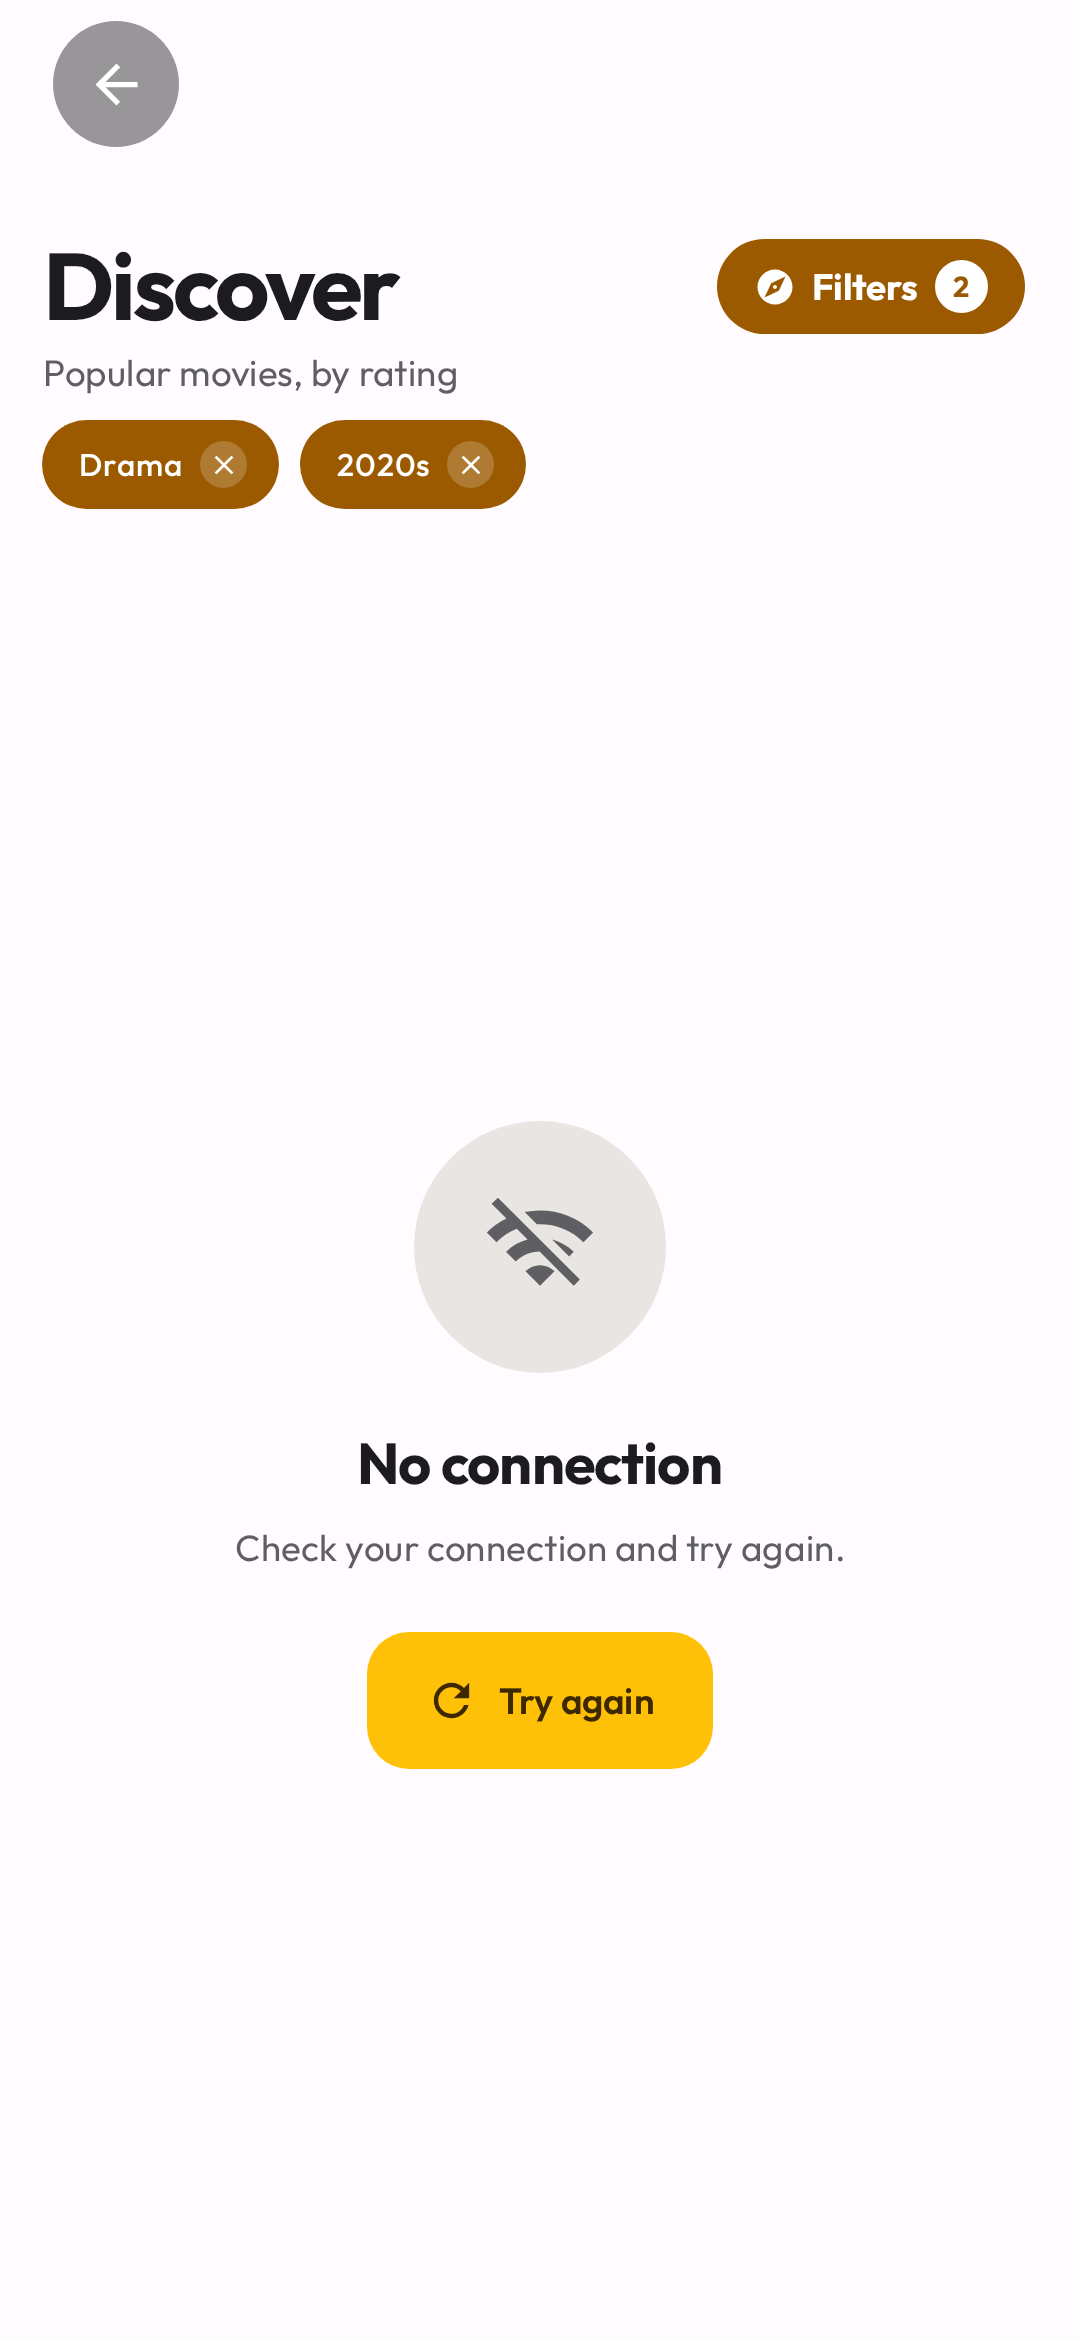 Discover
Filters 2
Popular movies, by rating
Drama
2020s
No connection
Check your connection and try again.
Try again